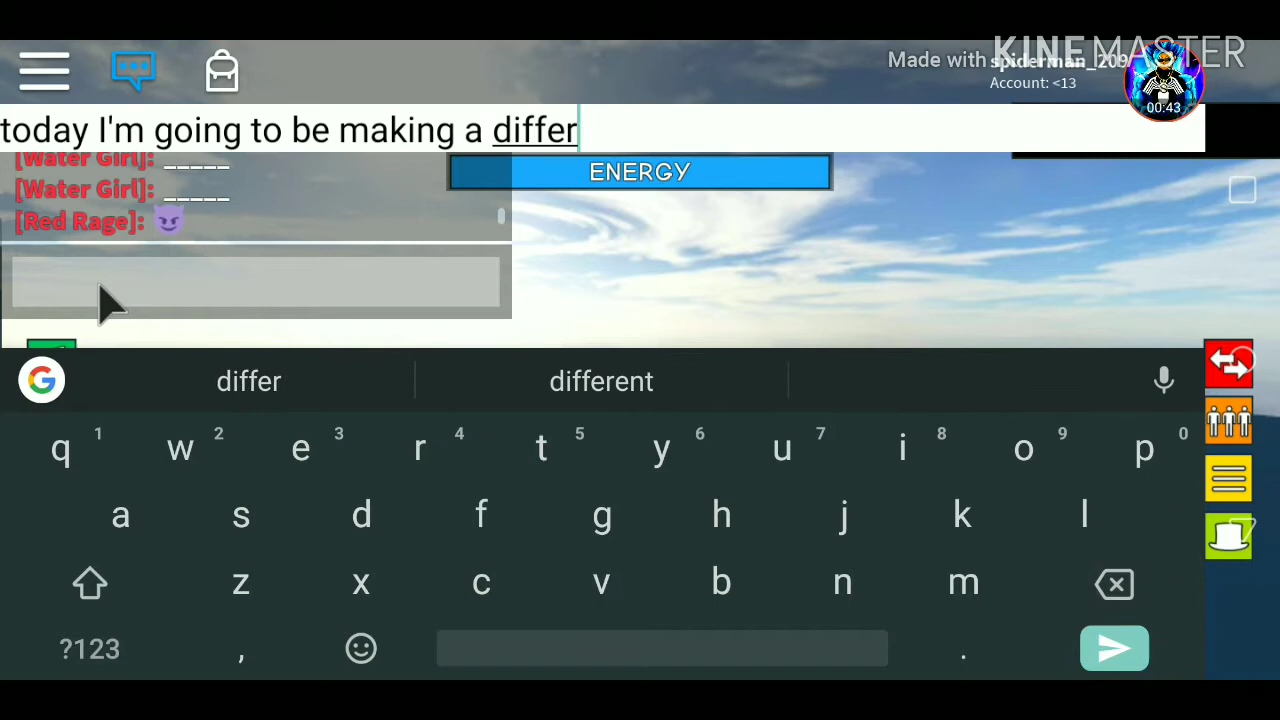 Made with KINEMASTER
spiderman_209
Account: <13
00:43
today I'm going to be making a differ
[Water Girl]: _____
[Water Girl]: _____
[Red Rage]: 😈
ENERGY
differ different
q 1 w 2 e 3 r 4 t 5 y 6 u 7 i 8 o 9 p 0
a s d f g h j k l
z x c v b n m
?123 , .